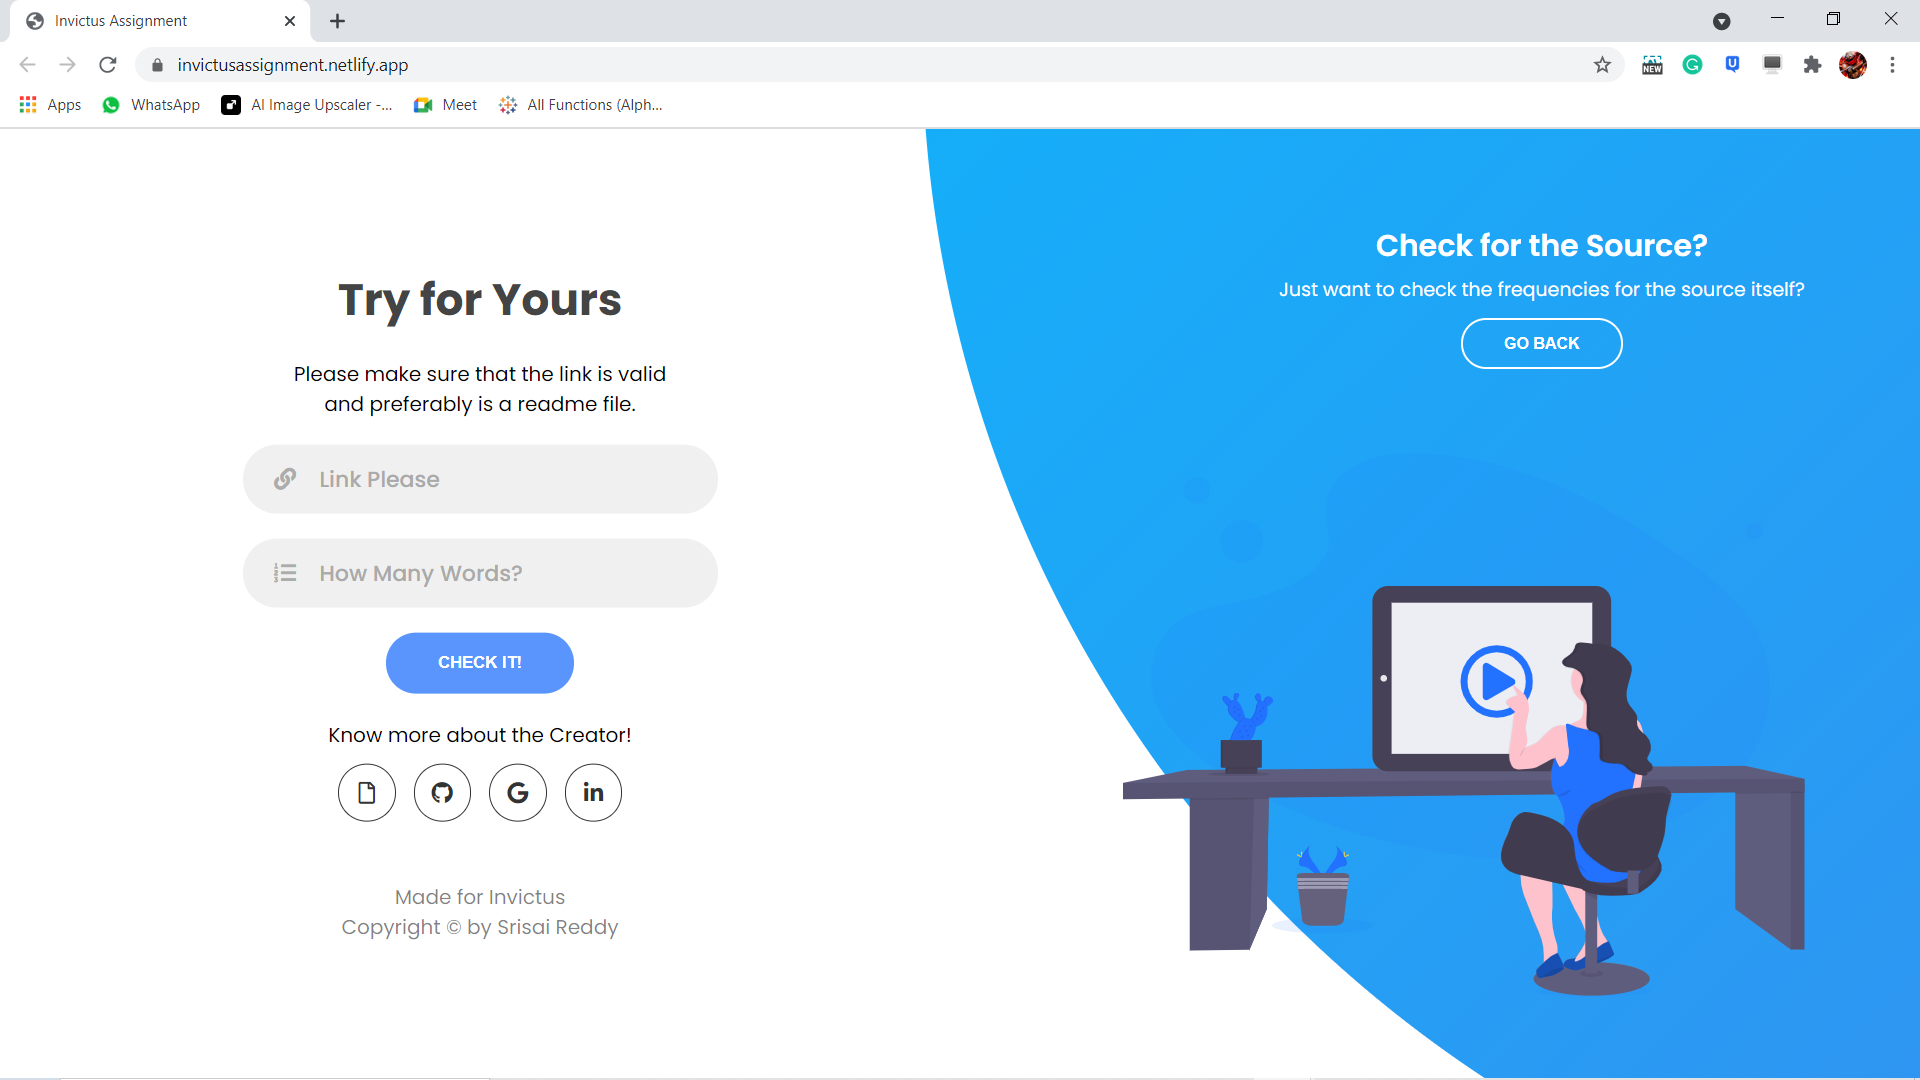 Invictus Assignment
invictusassignment.netlify.app
NEW
Apps
WhatsApp
AI Image Upscaler -...
Meet
All Functions (Alph...
Try for Yours
Please make sure that the link is valid
and preferably is a readme file.
Link Please
How Many Words?
CHECK IT!
Know more about the Creator!
G
in
Made for Invictus
Copyright © by Srisai Reddy
Check for the Source?
Just want to check the frequencies for the source itself?
GO BACK